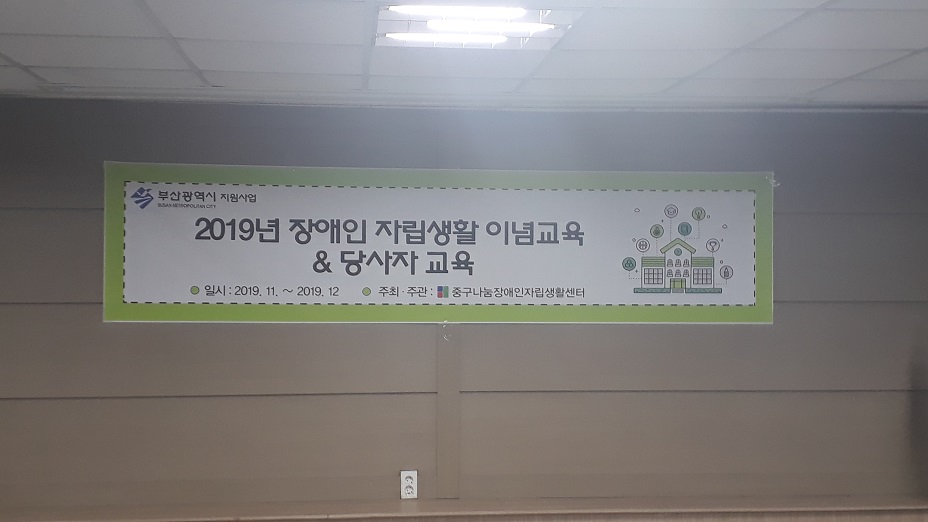 부산광역시 지원사업
BUSAN METROPOLITAN CITY
2019년 장애인 자립생활 이념교육
& 당사자 교육
일시 : 2019. 11. ~ 2019. 12 주최 · 주관 : 중구나눔장애인자립생활센터